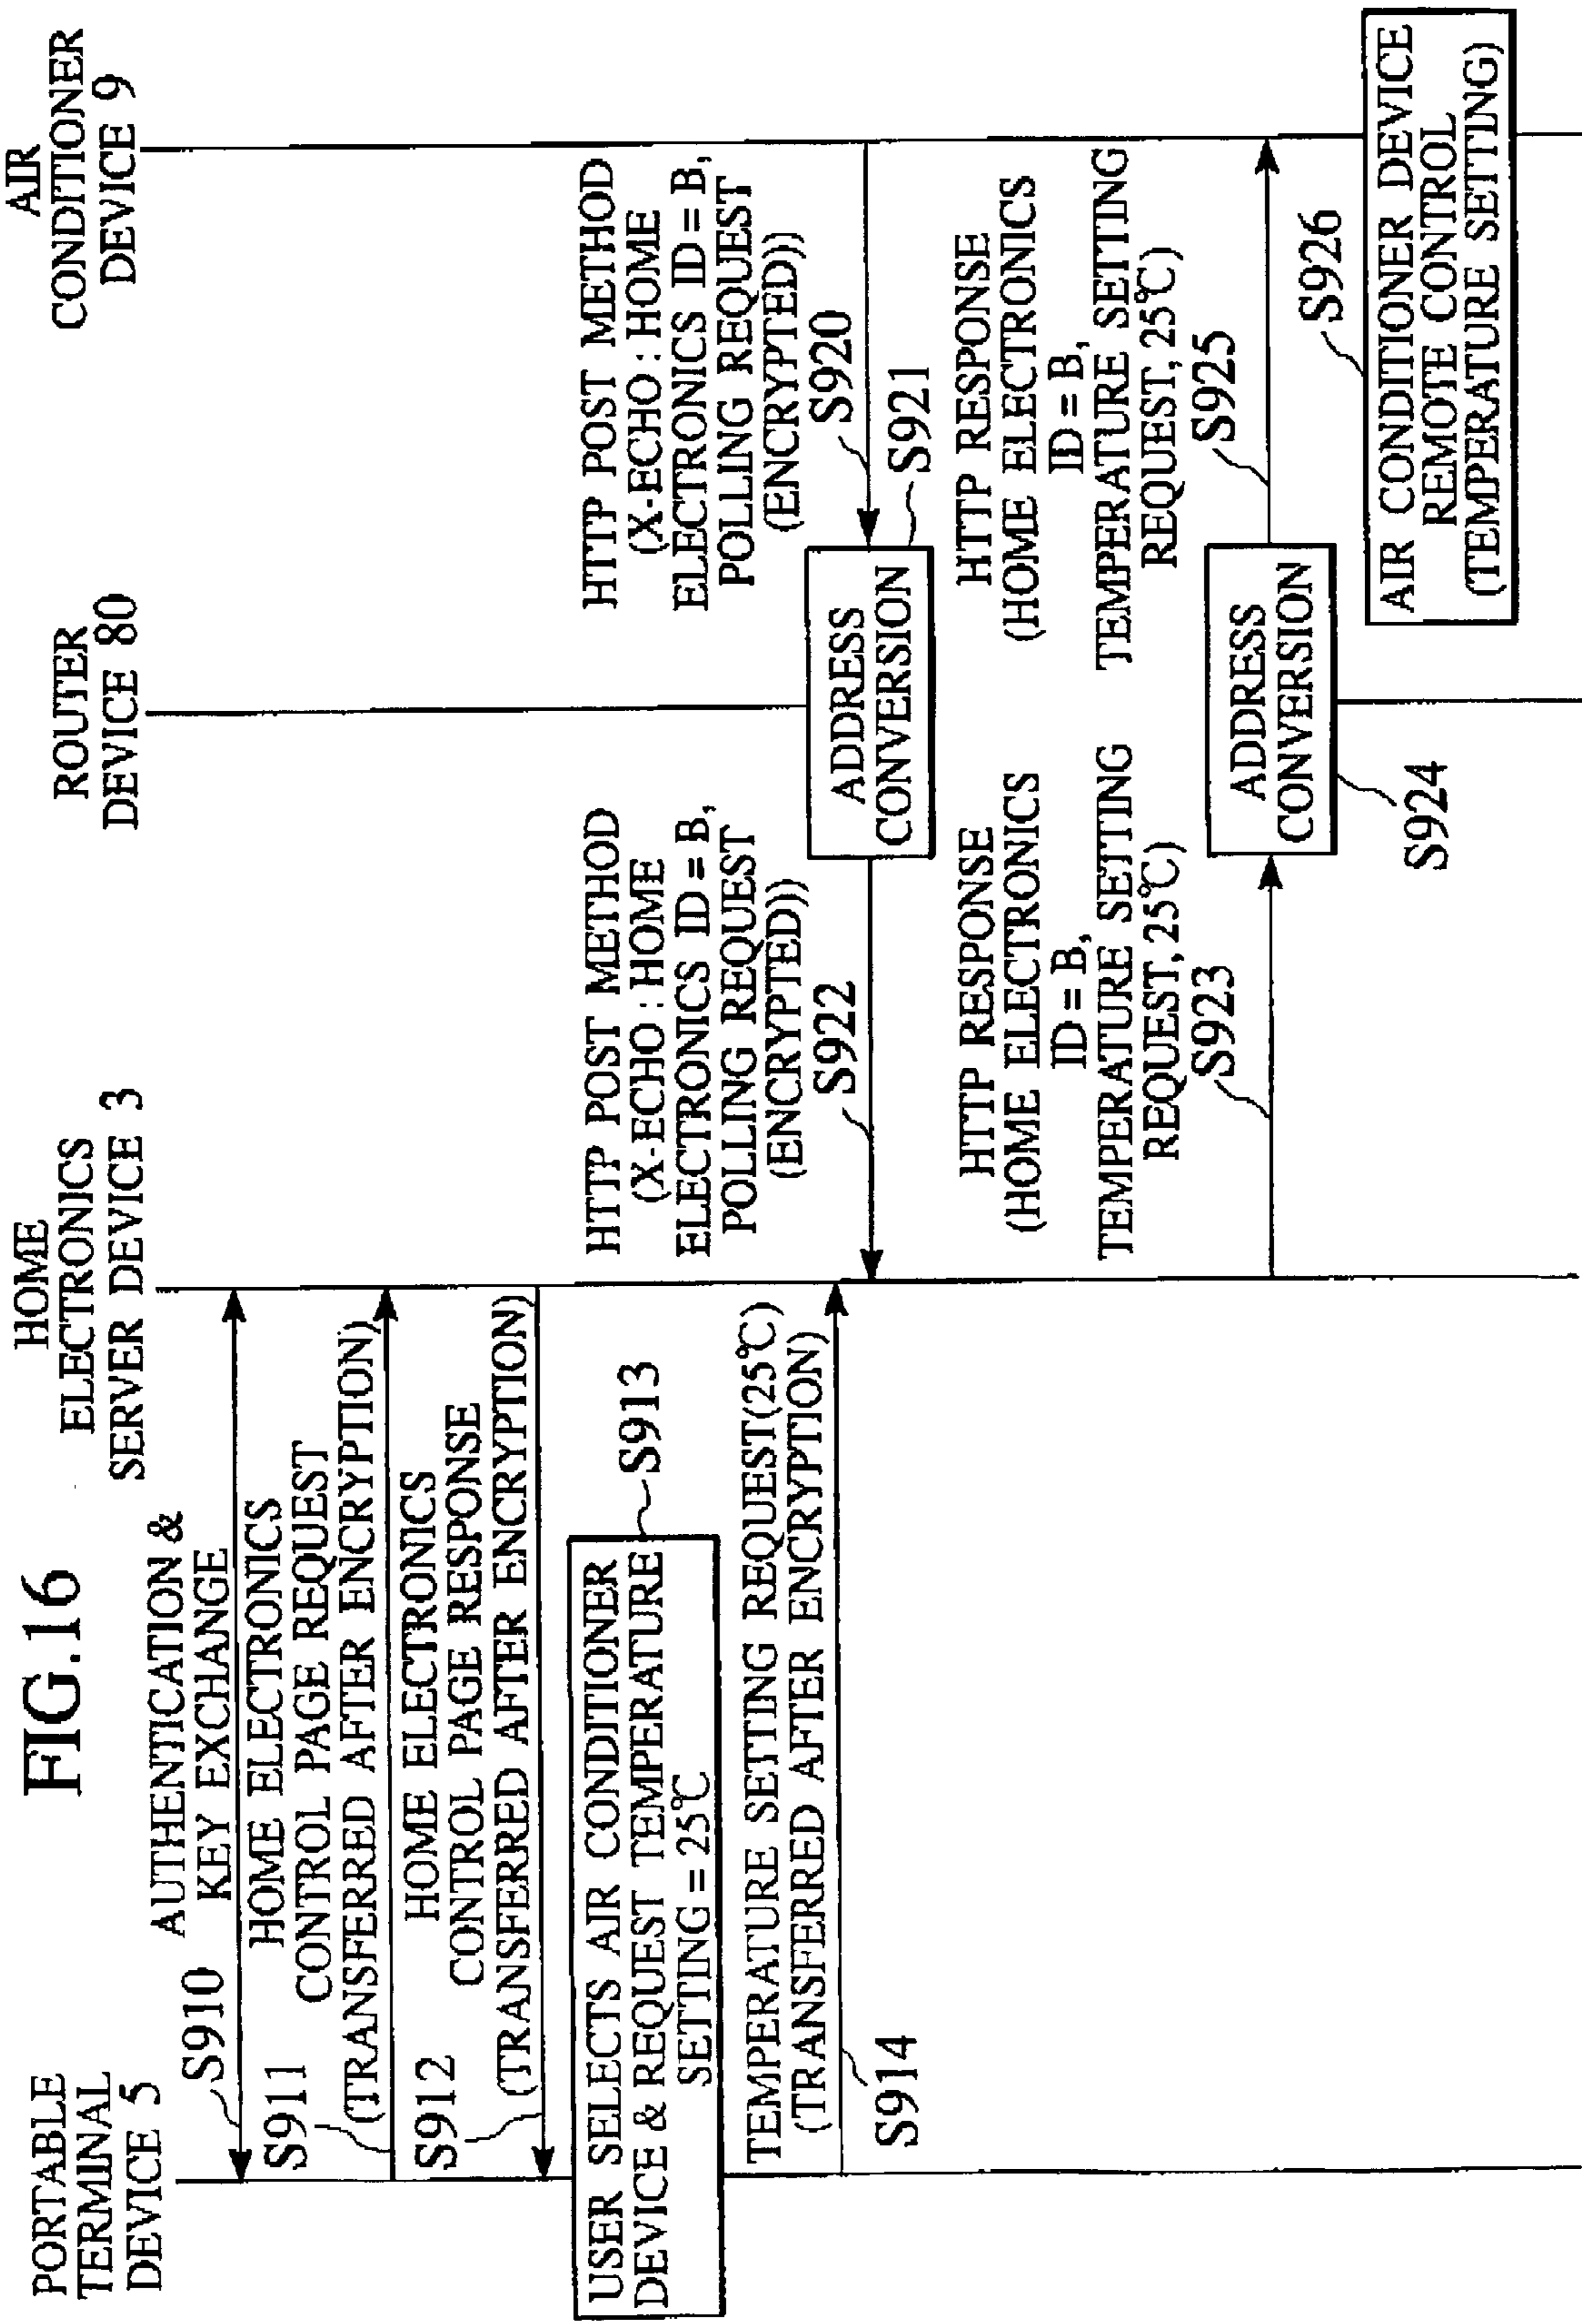 FIG.16
PORTABLE
TERMINAL
DEVICE 5
HOME
ELECTRONICS
SERVER DEVICE 3
ROUTER
DEVICE 80
AIR
CONDITIONER
DEVICE 9
AUTHENTICATION &
KEY EXCHANGE
S910
HOME ELECTRONICS
CONTROL PAGE REQUEST
(TRANSFERRED AFTER ENCRYPTION)
S911
HOME ELECTRONICS
CONTROL PAGE RESPONSE
(TRANSFERRED AFTER ENCRYPTION)
S912
USER SELECTS AIR CONDITIONER
DEVICE & REQUEST TEMPERATURE
SETTING = 25℃
S913
TEMPERATURE SETTING REQUEST(25℃)
(TRANSFERRED AFTER ENCRYPTION)
S914
HTTP POST METHOD
(X-ECHO : HOME
ELECTRONICS ID = B,
POLLING REQUEST
(ENCRYPTED))
S920
ADDRESS
CONVERSION
S921
HTTP POST METHOD
(X-ECHO : HOME
ELECTRONICS ID = B,
POLLING REQUEST
(ENCRYPTED))
S922
HTTP RESPONSE
(HOME ELECTRONICS
ID = B,
TEMPERATURE SETTING
REQUEST, 25℃)
S923
ADDRESS
CONVERSION
S924
HTTP RESPONSE
(HOME ELECTRONICS
ID = B,
TEMPERATURE SETTING
REQUEST, 25℃)
S925
AIR CONDITIONER DEVICE
REMOTE CONTROL
(TEMPERATURE SETTING)
S926